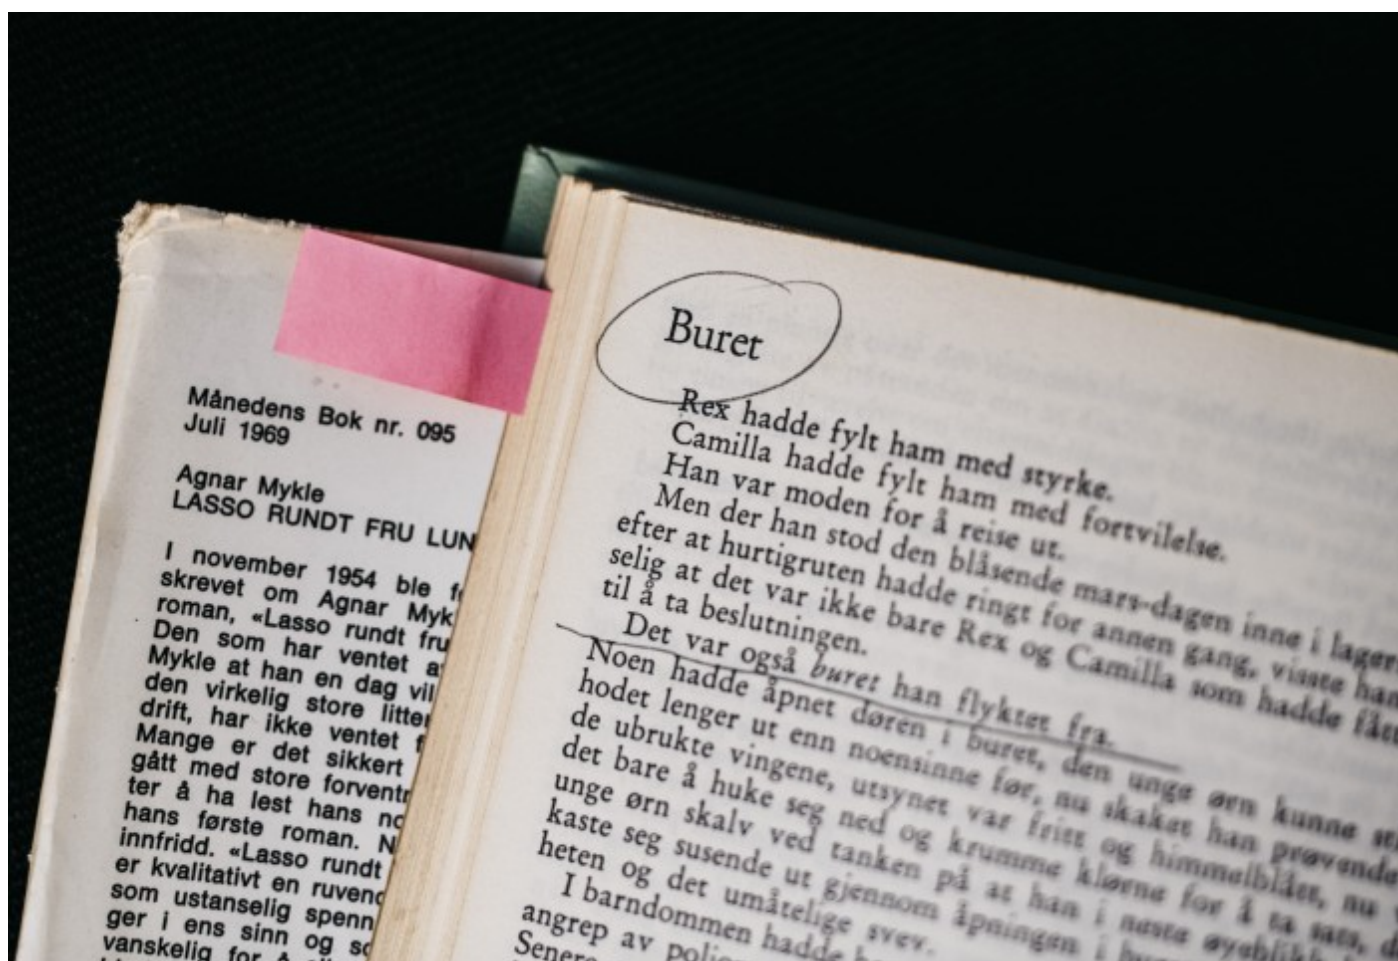 Månedens Bok nr. 095
Juli 1969
Agnar Mykle
LASSO RUNDT FRU LUN
I november 1954 ble
skrevet om Agnar Myk
roman, «Lasso rundt fru
Den som har ventet a
Mykle at han en dag vil
den virkelig store litter
drift, har ikke ventet f
Mange er det sikkert
gått med store forventn
ter å ha lest hans no
hans første roman. N
innfridd. «Lasso rundt
er kvalitativt en ruvend
som ustanselig spenn
ger i ens sinn og so
vanskelig for å
Buret
Rex hadde fylt ham med styrke.
Camilla hadde fylt ham med fortvilelse.
Han var moden for å reise ut.
Men der han stod den blåsende mars-dagen inne i lager
efter at hurtigruten hadde ringt for annen gang, visste han
selig at det var ikke bare Rex og Camilla som hadde fått
til å ta beslutningen.
Det var også buret han flyktet fra.
Noen hadde åpnet døren i buret, den unge ørn kunne st
hodet lenger ut enn noensinne før, nu skaket han prøvende
de ubrukte vingene, utsynet var fritt og himmelblått, nu
det bare å huke seg ned og krumme klørne for å ta sats, d
unge ørn skalv ved tanken på at han i neste øyeblikk
kaste seg susende ut gjennom åpningen i
heten og det umåtelige svev.
I barndommen hadde
angrep av
Senere